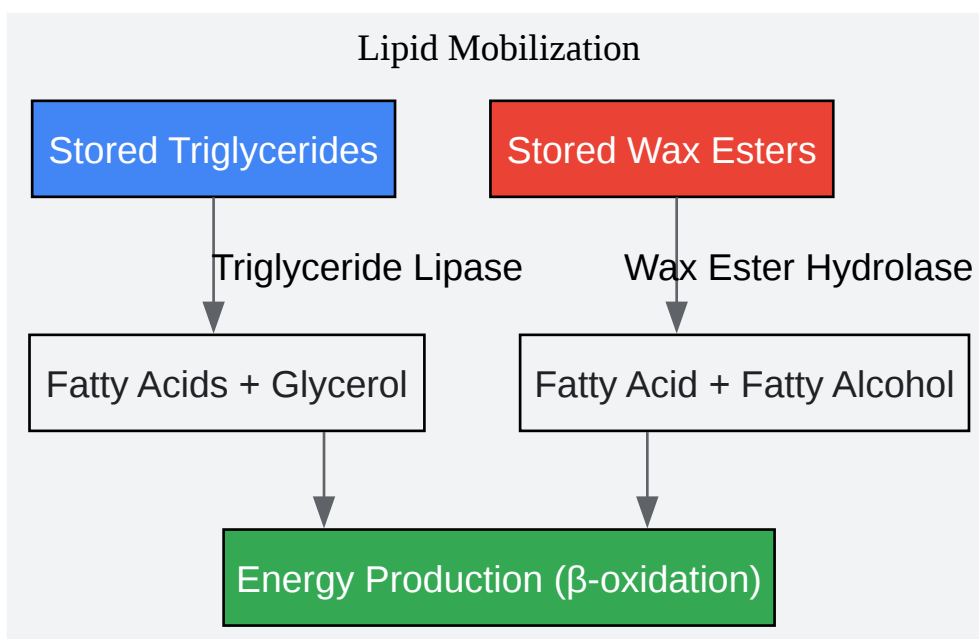 Lipid Mobilization
Stored Triglycerides
Stored Wax Esters
Triglyceride Lipase
Wax Ester Hydrolase
Fatty Acids + Glycerol
Fatty Acid + Fatty Alcohol
Energy Production (β-oxidation)